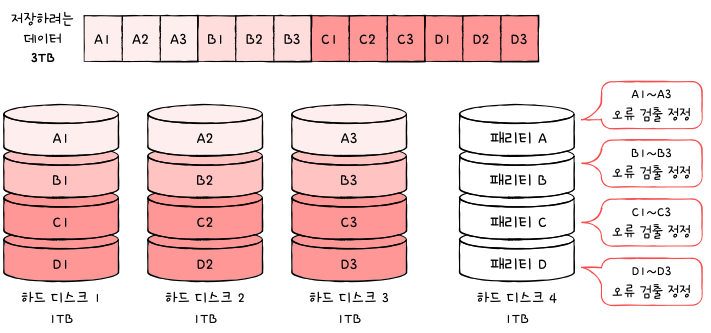 저장하려는
데이터
3TB
A1 A2 A3 B1 B2 B3 C1 C2 C3 D1 D2 D3
A1 A2 A3 패리티 A
B1 B2 B3 패리티 B
C1 C2 C3 패리티 C
D1 D2 D3 패리티 D
A1~A3
오류 검출 정정
B1~B3
오류 검출 정정
C1~C3
오류 검출 정정
D1~D3
오류 검출 정정
하드 디스크 1 하드 디스크 2 하드 디스크 3 하드 디스크 4
1TB 1TB 1TB 1TB